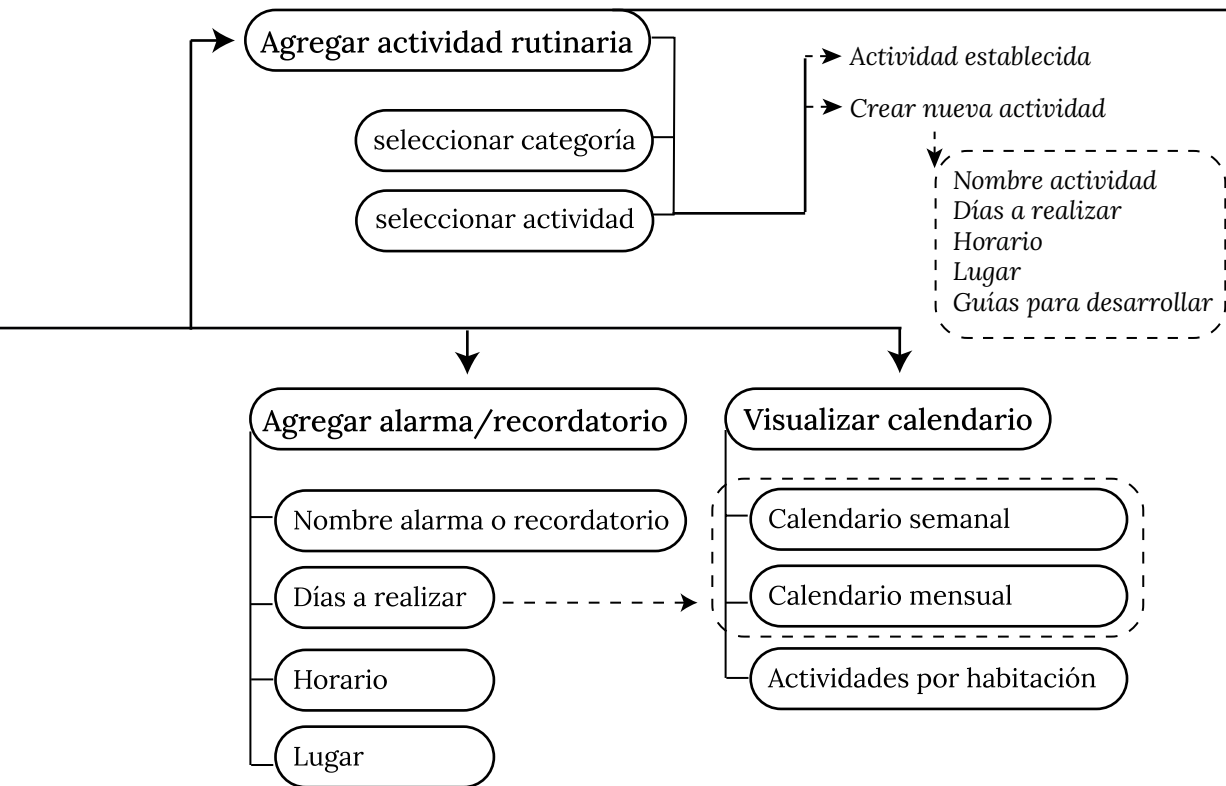 Agregar actividad rutinaria
seleccionar categoría
seleccionar actividad
Actividad establecida
Crear nueva actividad
Nombre actividad
Días a realizar
Horario
Lugar
Guías para desarrollar
Agregar alarma/recordatorio
Nombre alarma o recordatorio
Días a realizar
Horario
Lugar
Visualizar calendario
Calendario semanal
Calendario mensual
Actividades por habitación